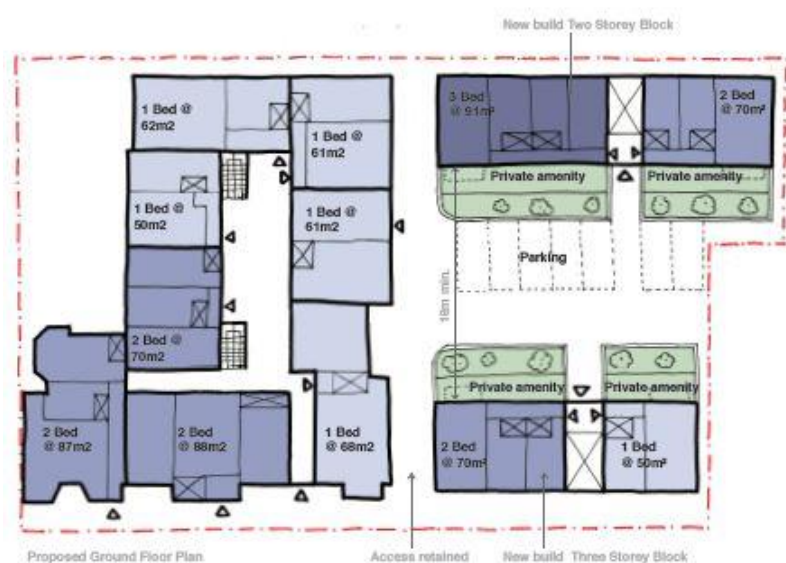 New build Two Storey Block
1 Bed @
62m2
1 Bed @
61m2
3 Bed
@ 91m²
2 Bed
@ 70m²
Private amenity
Private amenity
1 Bed @
50m2
1 Bed @
61m2
Parking
18m min.
2 Bed @
70m2
Private amenity
Private amenity
2 Bed
@ 87m2
2 Bed
@ 88m2
1 Bed
@ 68m2
2 Bed
@ 70m²
1 Bed
@ 50m²
Proposed Ground Floor Plan
Access retained
New build Three Storey Block